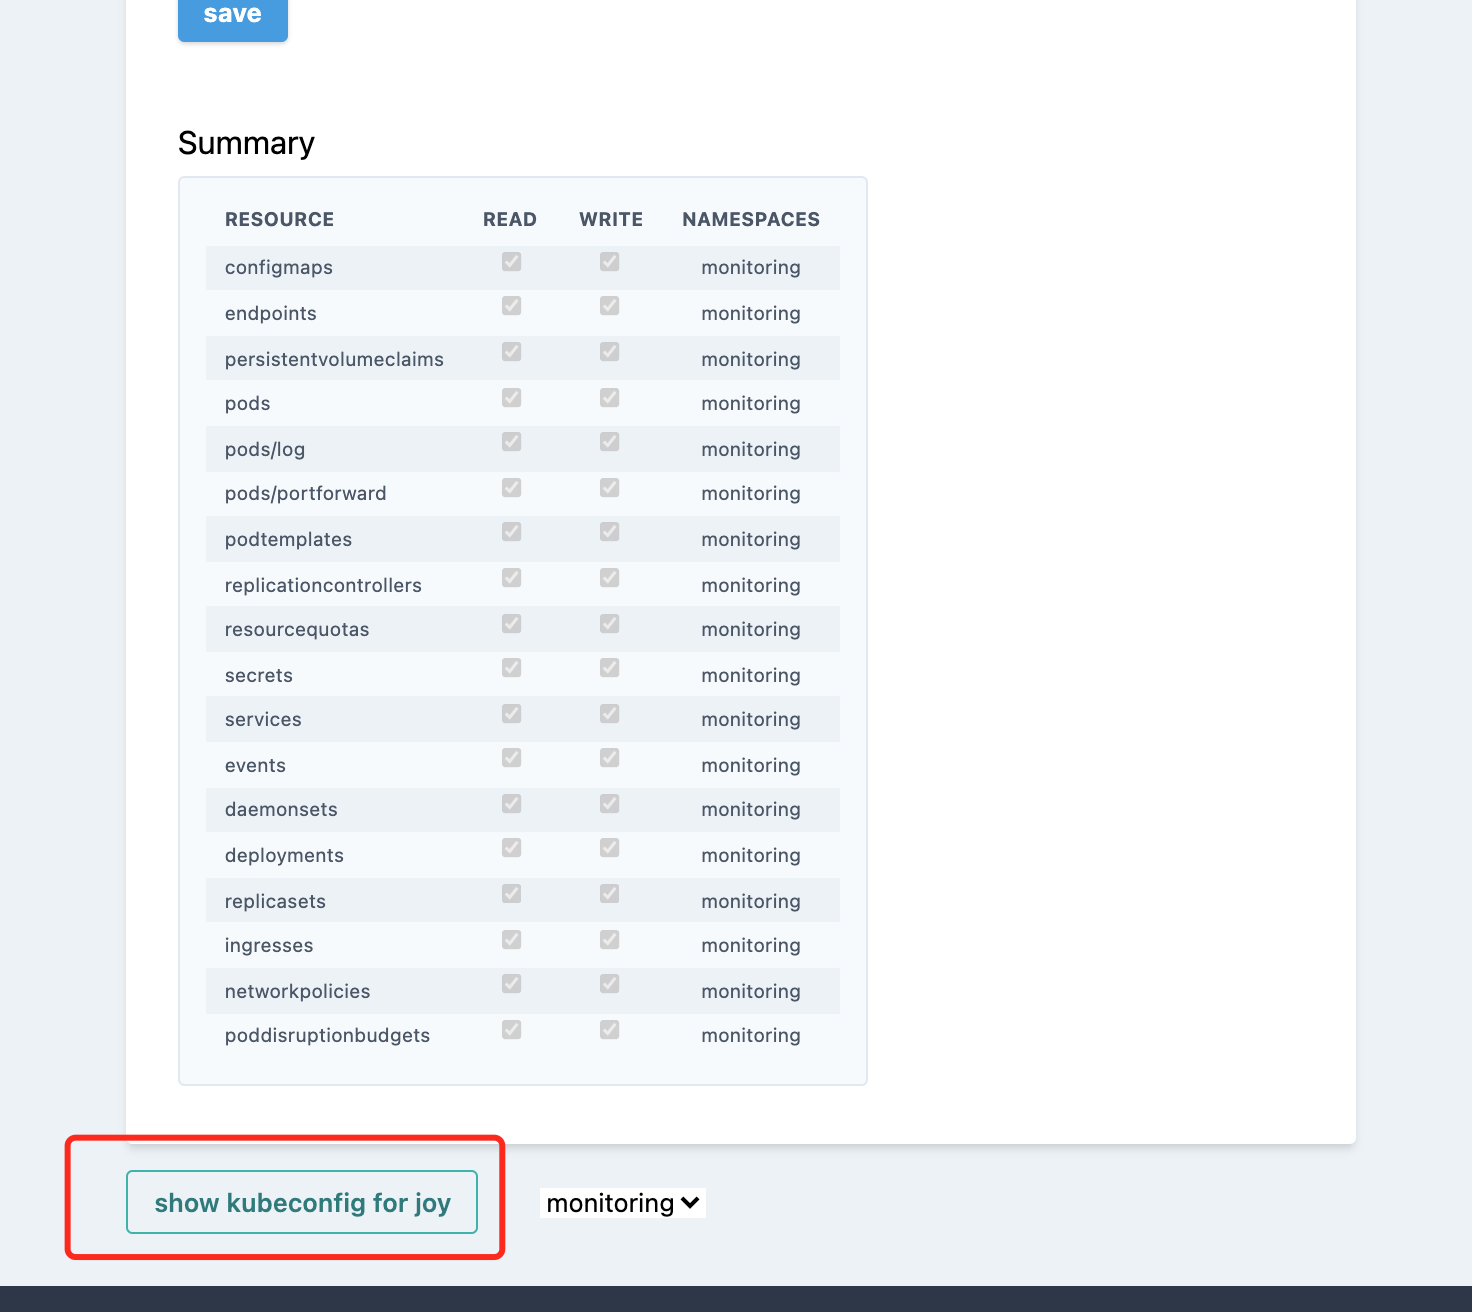 save
Summary
RESOURCE READ WRITE NAMESPACES
configmaps monitoring
endpoints monitoring
persistentvolumeclaims monitoring
pods monitoring
pods/log monitoring
pods/portforward monitoring
podtemplates monitoring
replicationcontrollers monitoring
resourcequotas monitoring
secrets monitoring
services monitoring
events monitoring
daemonsets monitoring
deployments monitoring
replicasets monitoring
ingresses monitoring
networkpolicies monitoring
poddisruptionbudgets monitoring
show kubeconfig for joy monitoring